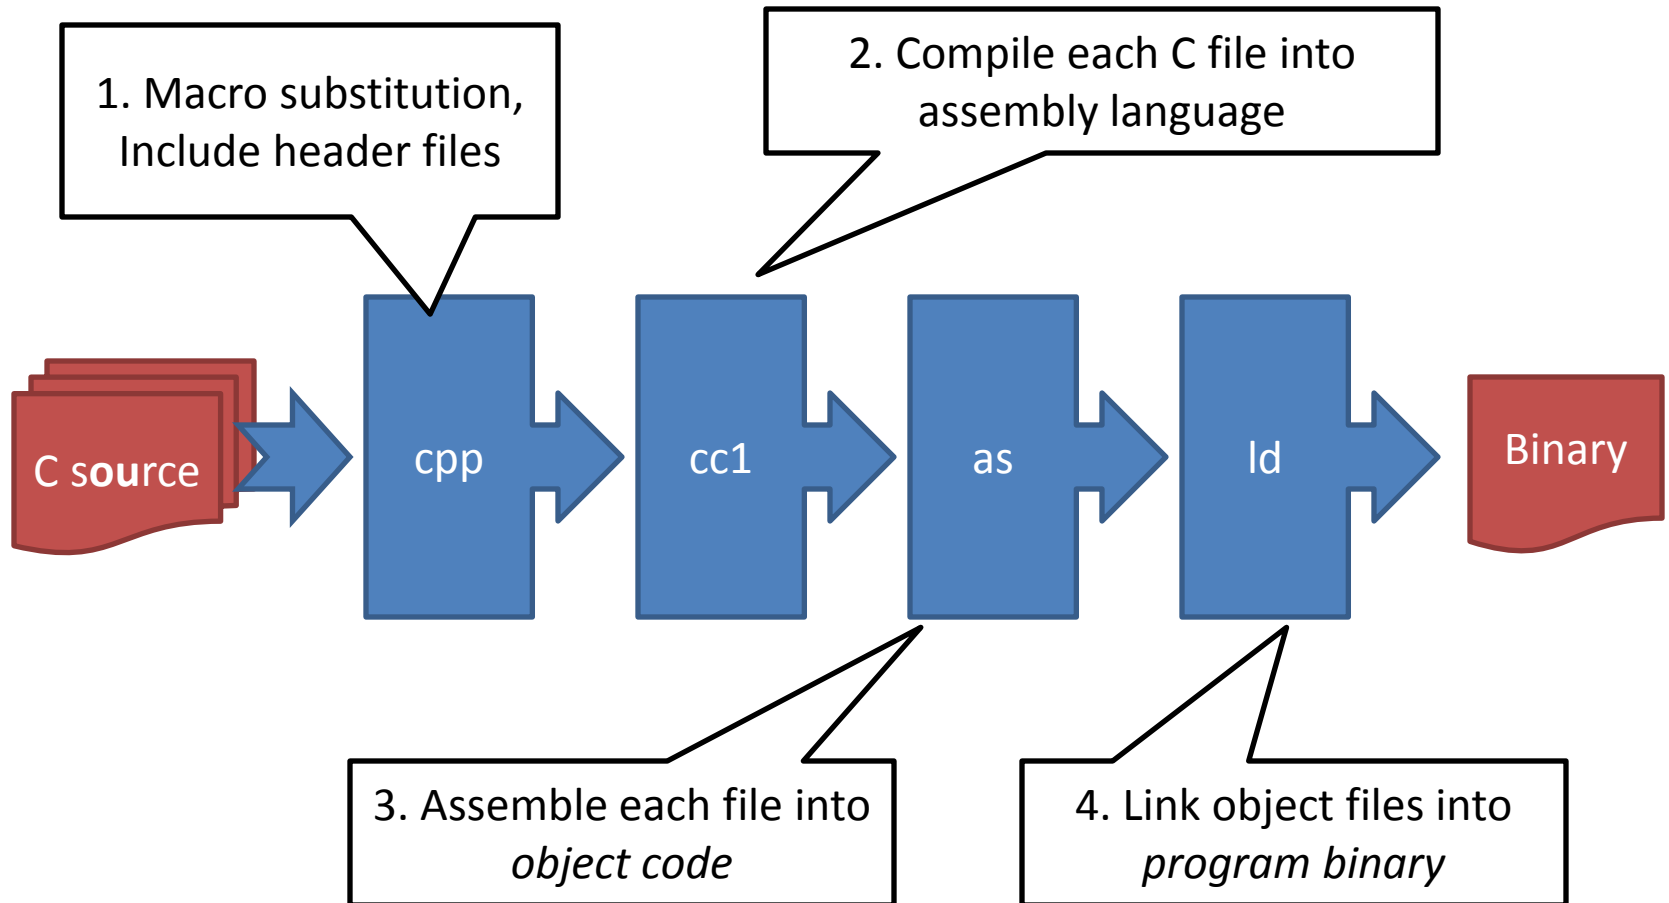 1. Macro substitution,
Include header files
2. Compile each C file into
assembly language
C source
cpp
cc1
as
ld
Binary
3. Assemble each file into
object code
4. Link object files into
program binary